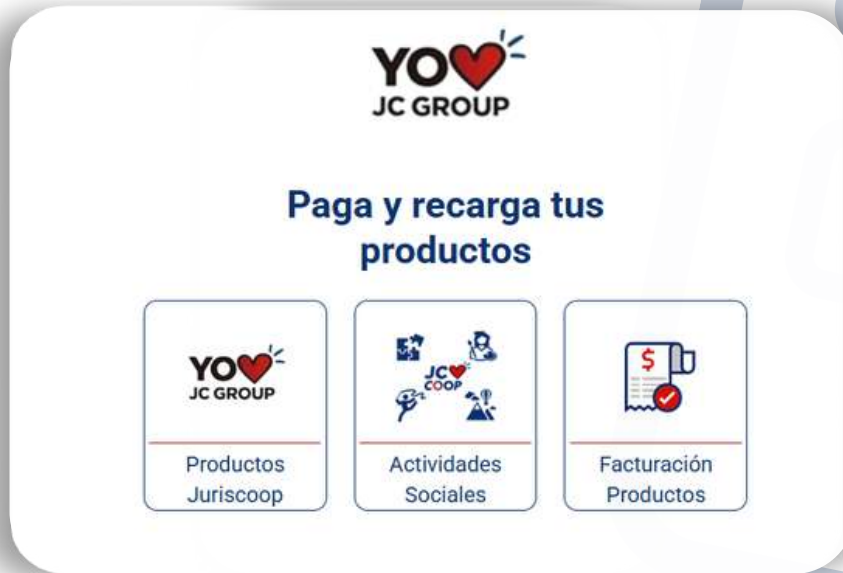 YO
JC GROUP
Paga y recarga tus
productos
YO
JC GROUP
Productos
Juriscoop
JC
COOP
Actividades
Sociales
$
Facturación
Productos